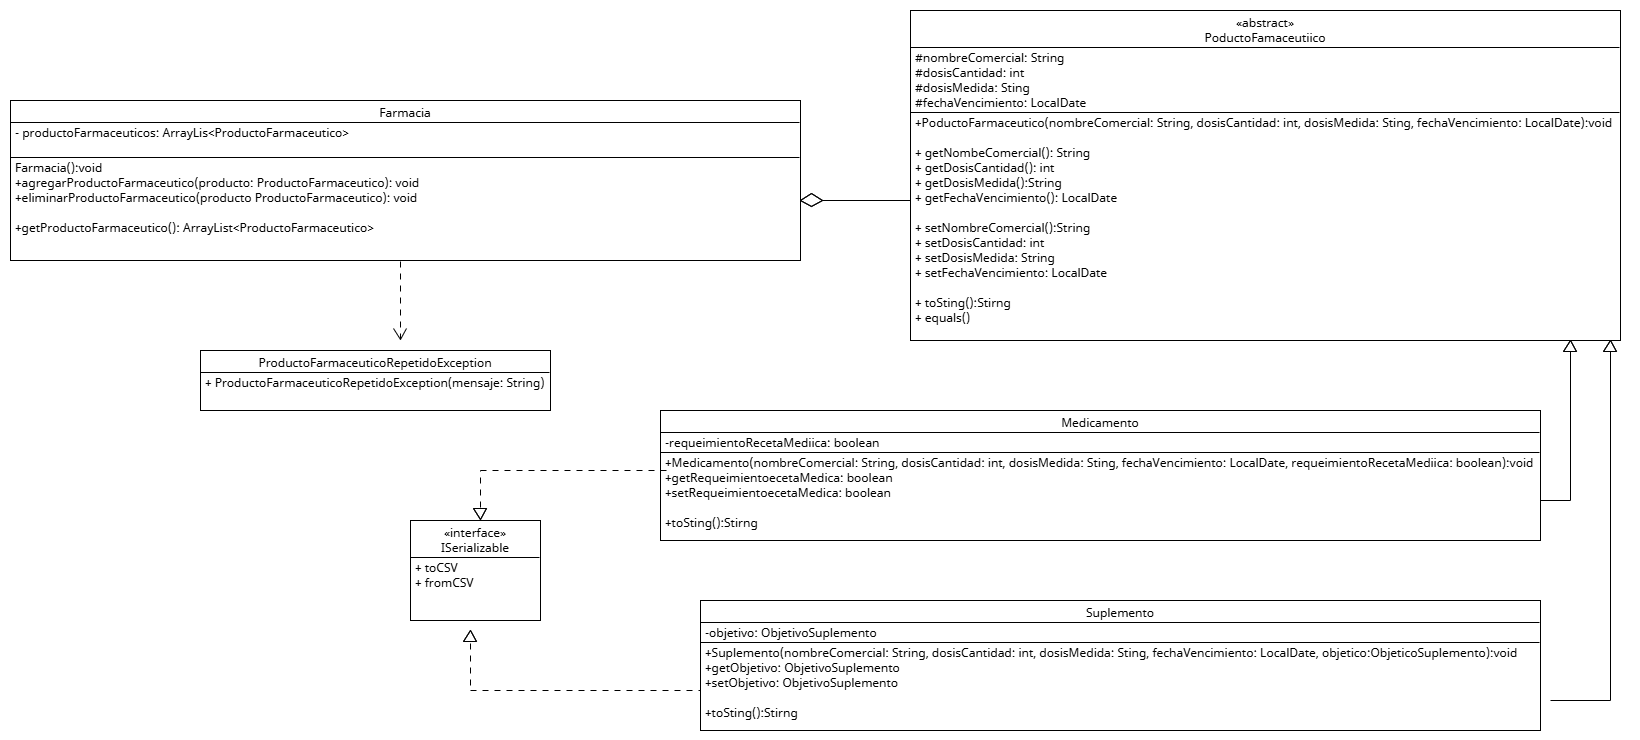 «abstract»
PoductoFamaceutiico
#nombreComercial: String
#dosisCantidad: int
#dosisMedida: Sting
#fechaVencimiento: LocalDate
+PoductoFarmaceutico(nombreComercial: String, dosisCantidad: int, dosisMedida: Sting, fechaVencimiento: LocalDate):void
+ getNombeComercial(): String
+ getDosisCantidad(): int
+ getDosisMedida():String
+ getFechaVencimiento(): LocalDate
+ setNombreComercial():String
+ setDosisCantidad: int
+ setDosisMedida: String
+ setFechaVencimiento: LocalDate
+ toSting():Stirng
+ equals()
Farmacia
- productoFarmaceuticos: ArrayLis<ProductoFarmaceutico>
Farmacia():void
+agregarProductoFarmaceutico(producto: ProductoFarmaceutico): void
+eliminarProductoFarmaceutico(producto ProductoFarmaceutico): void
+getProductoFarmaceutico(): ArrayList<ProductoFarmaceutico>
ProductoFarmaceuticoRepetidoException
+ ProductoFarmaceuticoRepetidoException(mensaje: String)
Medicamento
-requeimientoRecetaMediica: boolean
+Medicamento(nombreComercial: String, dosisCantidad: int, dosisMedida: Sting, fechaVencimiento: LocalDate, requeimientoRecetaMediica: boolean):void
+getRequeimientoecetaMedica: boolean
+setRequeimientoecetaMedica: boolean
+toSting():Stirng
«interface»
ISerializable
+ toCSV
+ fromCSV
Suplemento
-objetivo: ObjetivoSuplemento
+Suplemento(nombreComercial: String, dosisCantidad: int, dosisMedida: Sting, fechaVencimiento: LocalDate, objetico:ObjeticoSuplemento):void
+getObjetivo: ObjetivoSuplemento
+setObjetivo: ObjetivoSuplemento
+toSting():Stirng